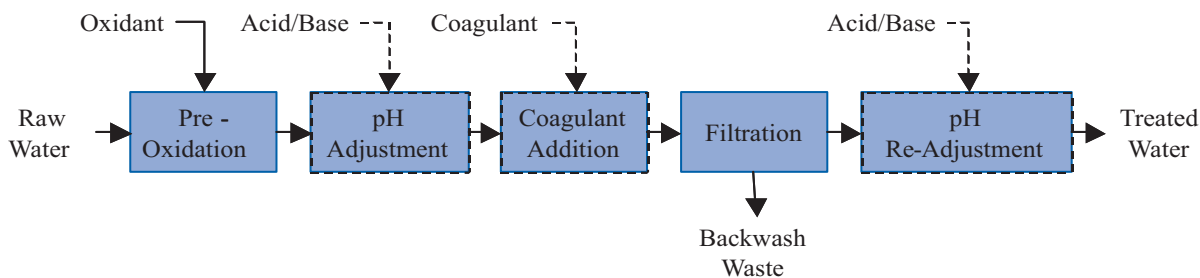 Oxidant
Acid/Base
Coagulant
Acid/Base
Raw
Water
Pre -
Oxidation
pH
Adjustment
Coagulant
Addition
Filtration
pH
Re-Adjustment
Treated
Water
Backwash
Waste